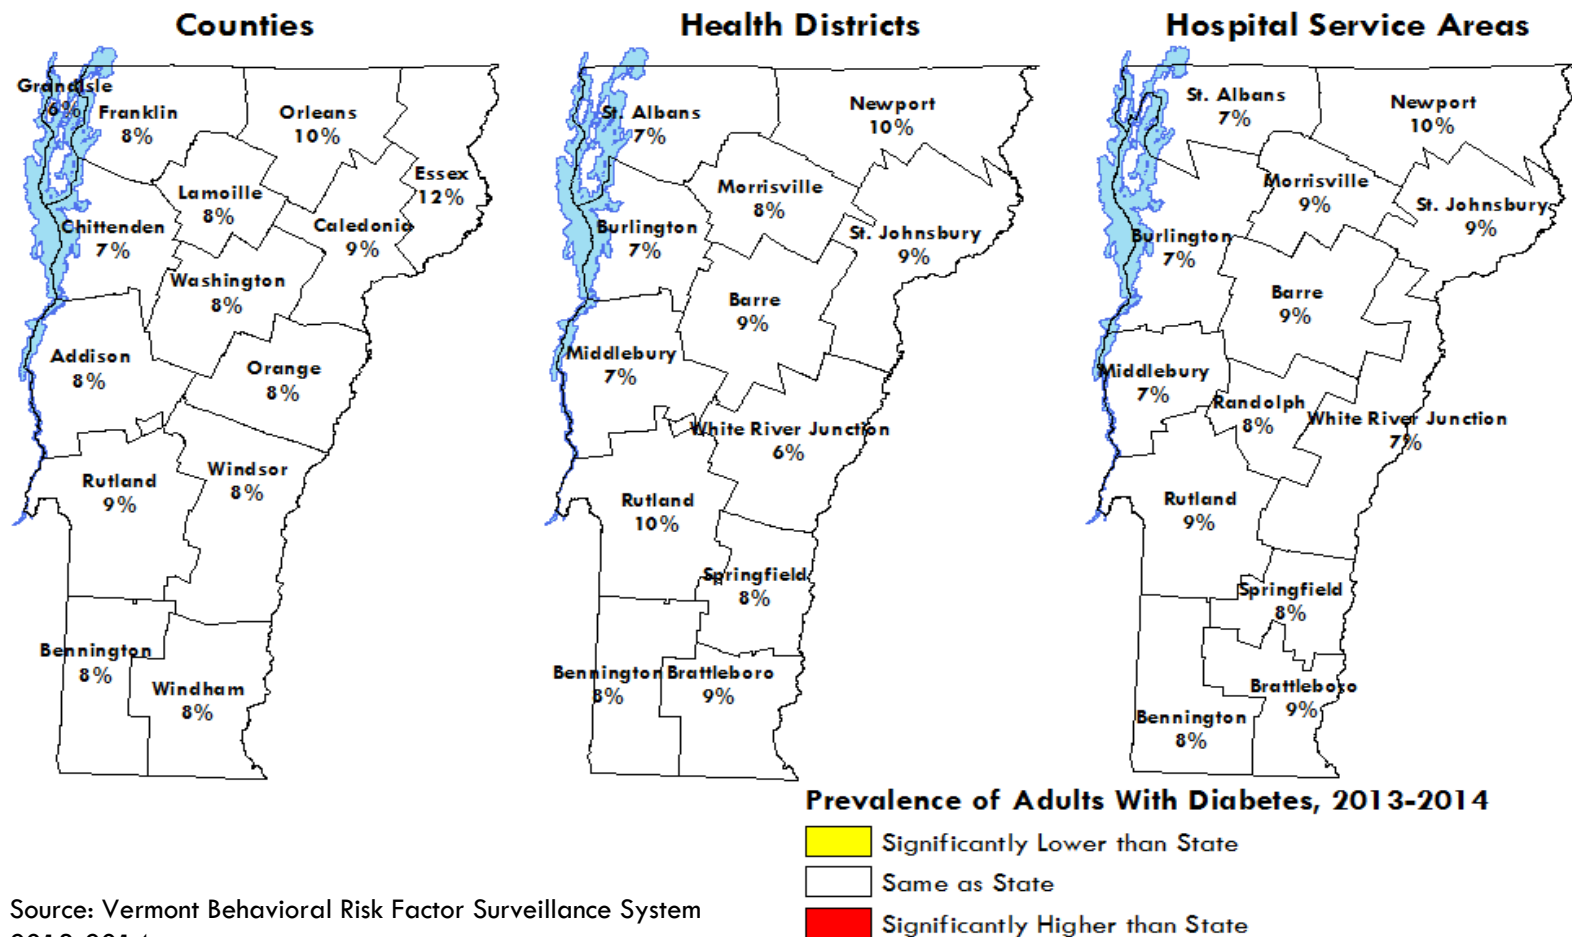 Counties
Grand Isle
6%
Franklin
8%
Orleans
10%
Essex
12%
Lamoille
8%
Caledonia
9%
Chittenden
7%
Washington
8%
Addison
8%
Orange
8%
Rutland
9%
Windsor
8%
Bennington
8%
Windham
8%
Health Districts
St. Albans
7%
Newport
10%
Morrisville
8%
Burlington
7%
St. Johnsbury
9%
Barre
9%
Middlebury
7%
White River Junction
6%
Rutland
10%
Springfield
8%
Bennington
8%
Brattleboro
9%
Hospital Service Areas
St. Albans
7%
Newport
10%
Morrisville
9%
St. Johnsbury
9%
Burlington
7%
Barre
9%
Middlebury
7%
Randolph
8%
White River Junction
7%
Rutland
9%
Springfield
8%
Brattleboro
9%
Bennington
8%
Prevalence of Adults With Diabetes, 2013-2014
Significantly Lower than State
Same as State
Significantly Higher than State
Source: Vermont Behavioral Risk Factor Surveillance System